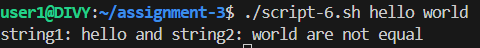 user1@DIVY:~/assignment-3$ ./script-6.sh hello world
string1: hello and string2: world are not equal